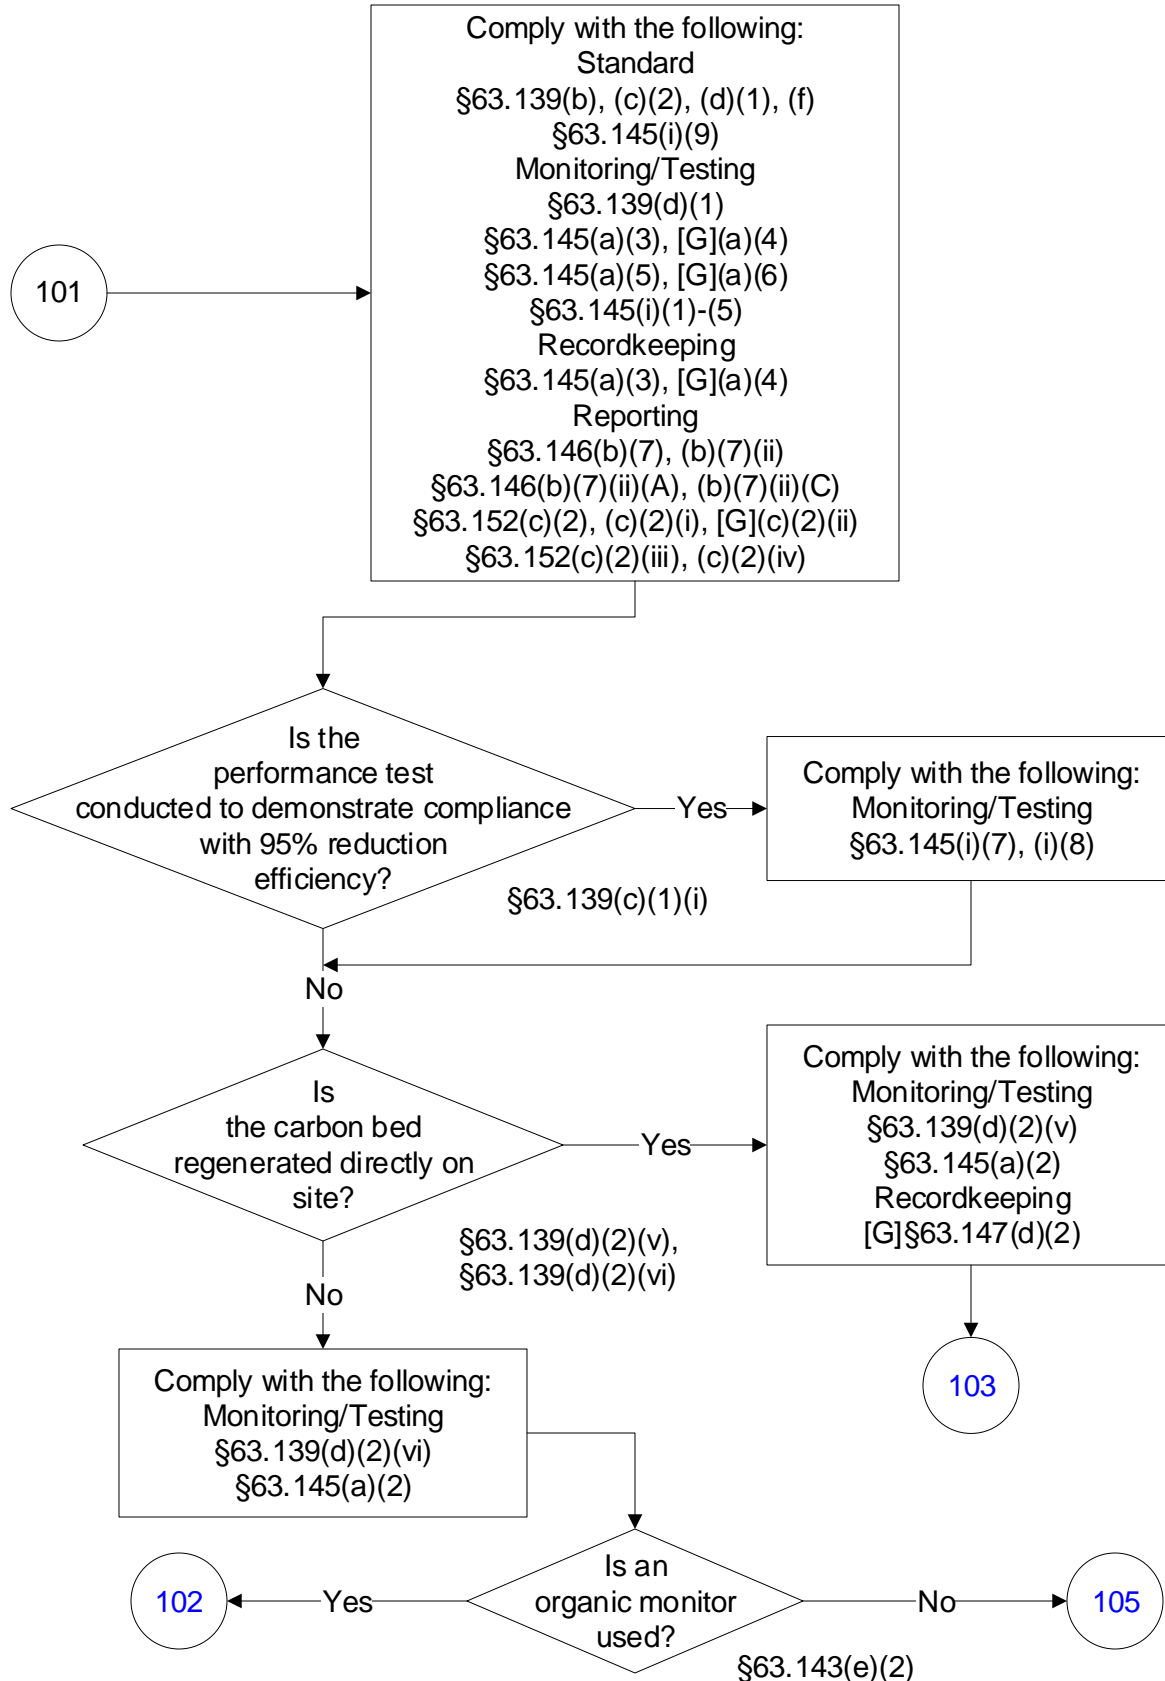 Comply with the following:
Standard
§63.139(b), (c)(2), (d)(1), (f)
§63.145(i)(9)
Monitoring/Testing
§63.139(d)(1)
§63.145(a)(3), [G](a)(4)
§63.145(a)(5), [G](a)(6)
§63.145(i)(1)-(5)
Recordkeeping
§63.145(a)(3), [G](a)(4)
Reporting
§63.146(b)(7), (b)(7)(ii)
§63.146(b)(7)(ii)(A), (b)(7)(ii)(C)
§63.152(c)(2), (c)(2)(i), [G](c)(2)(ii)
§63.152(c)(2)(iii), (c)(2)(iv)
101
Is the
performance test
conducted to demonstrate compliance
with 95% reduction
efficiency?
Yes
Comply with the following:
Monitoring/Testing
§63.145(i)(7), (i)(8)
§63.139(c)(1)(i)
No
Is
the carbon bed
regenerated directly on
site?
Yes
Comply with the following:
Monitoring/Testing
§63.139(d)(2)(v)
§63.145(a)(2)
Recordkeeping
[G]§63.147(d)(2)
§63.139(d)(2)(v),
§63.139(d)(2)(vi)
No
103
Comply with the following:
Monitoring/Testing
§63.139(d)(2)(vi)
§63.145(a)(2)
Is an
organic monitor
used?
Yes
102
No
105
§63.143(e)(2)